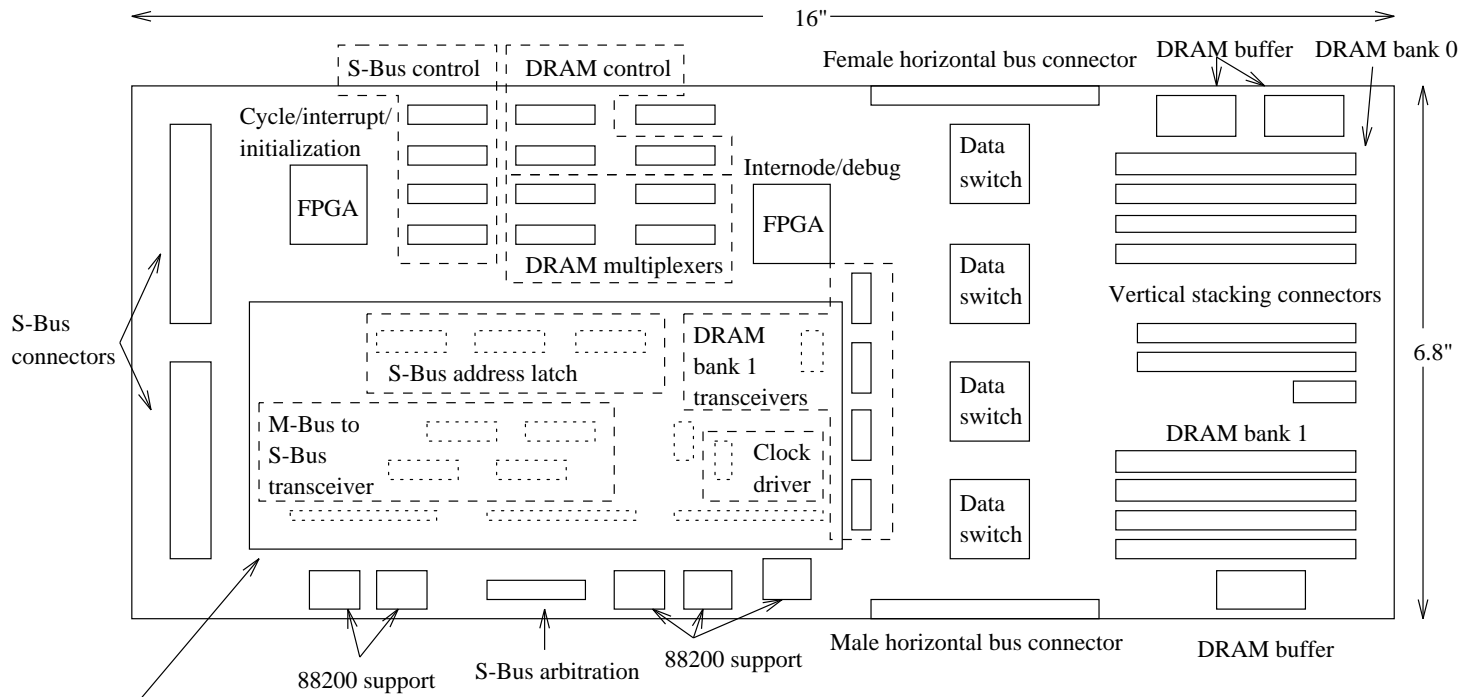 16"
S-Bus control
DRAM control
Female horizontal bus connector
DRAM buffer
DRAM bank 0
Cycle/interrupt/
initialization
FPGA
Internode/debug
FPGA
DRAM multiplexers
Data
switch
Data
switch
Data
switch
Data
switch
Vertical stacking connectors
6.8"
S-Bus
connectors
S-Bus address latch
DRAM
bank 1
transceivers
M-Bus to
S-Bus
transceiver
Clock
driver
DRAM bank 1
88200 support
S-Bus arbitration
88200 support
Male horizontal bus connector
DRAM buffer